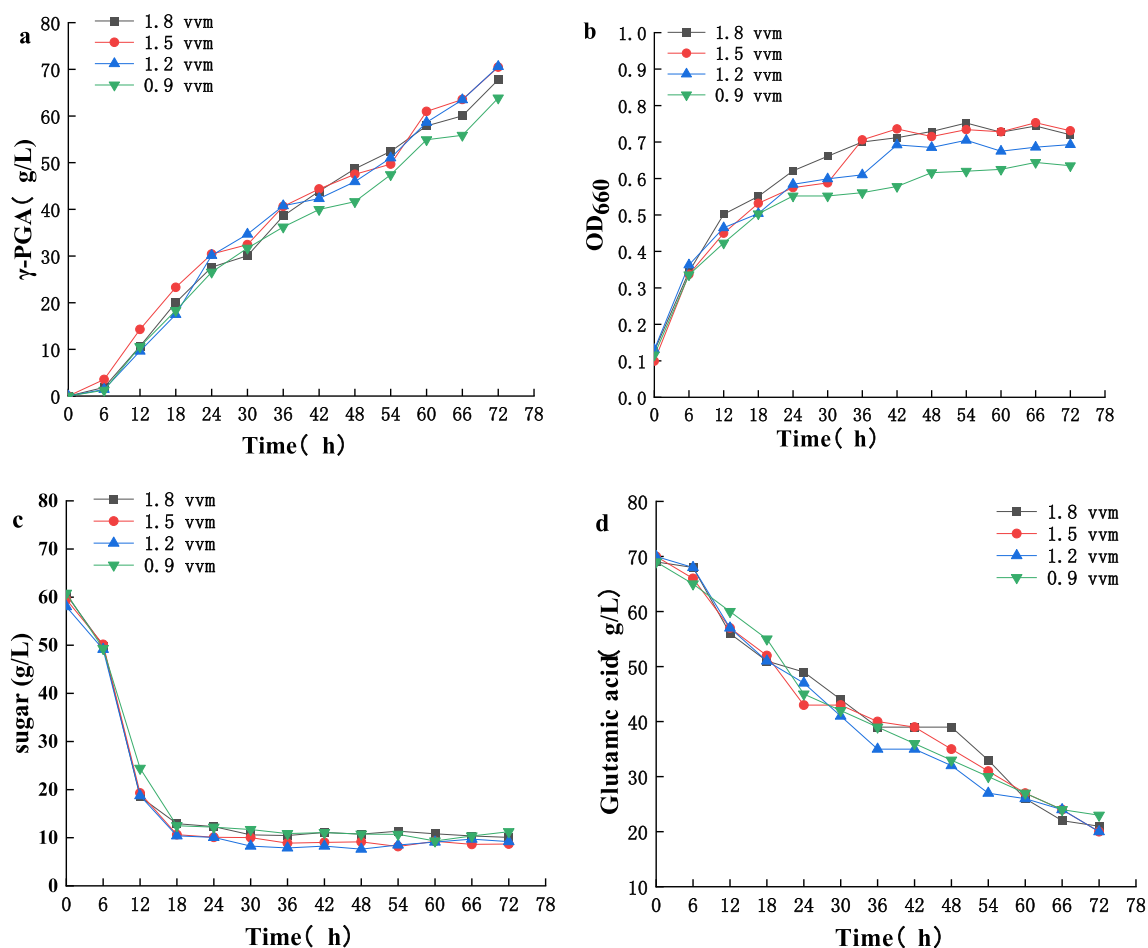 a
1.8 vvm
1.5 vvm
1.2 vvm
0.9 vvm
80
70
60
50
40
30
20
10
0
γ-PGA( g/L)
0 6 12 18 24 30 36 42 48 54 60 66 72 78
Time( h)
b
1.8 vvm
1.5 vvm
1.2 vvm
0.9 vvm
1.0
0.9
0.8
0.7
0.6
0.5
0.4
0.3
0.2
0.1
0.0
OD660
0 6 12 18 24 30 36 42 48 54 60 66 72 78
Time( h)
c
1.8 vvm
1.5 vvm
1.2 vvm
0.9 vvm
80
70
60
50
40
30
20
10
0
sugar (g/L)
0 6 12 18 24 30 36 42 48 54 60 66 72 78
Time( h)
d
1.8 vvm
1.5 vvm
1.2 vvm
0.9 vvm
80
70
60
50
40
30
20
10
Glutamic acid( g/L)
0 6 12 18 24 30 36 42 48 54 60 66 72 78
Time( h)